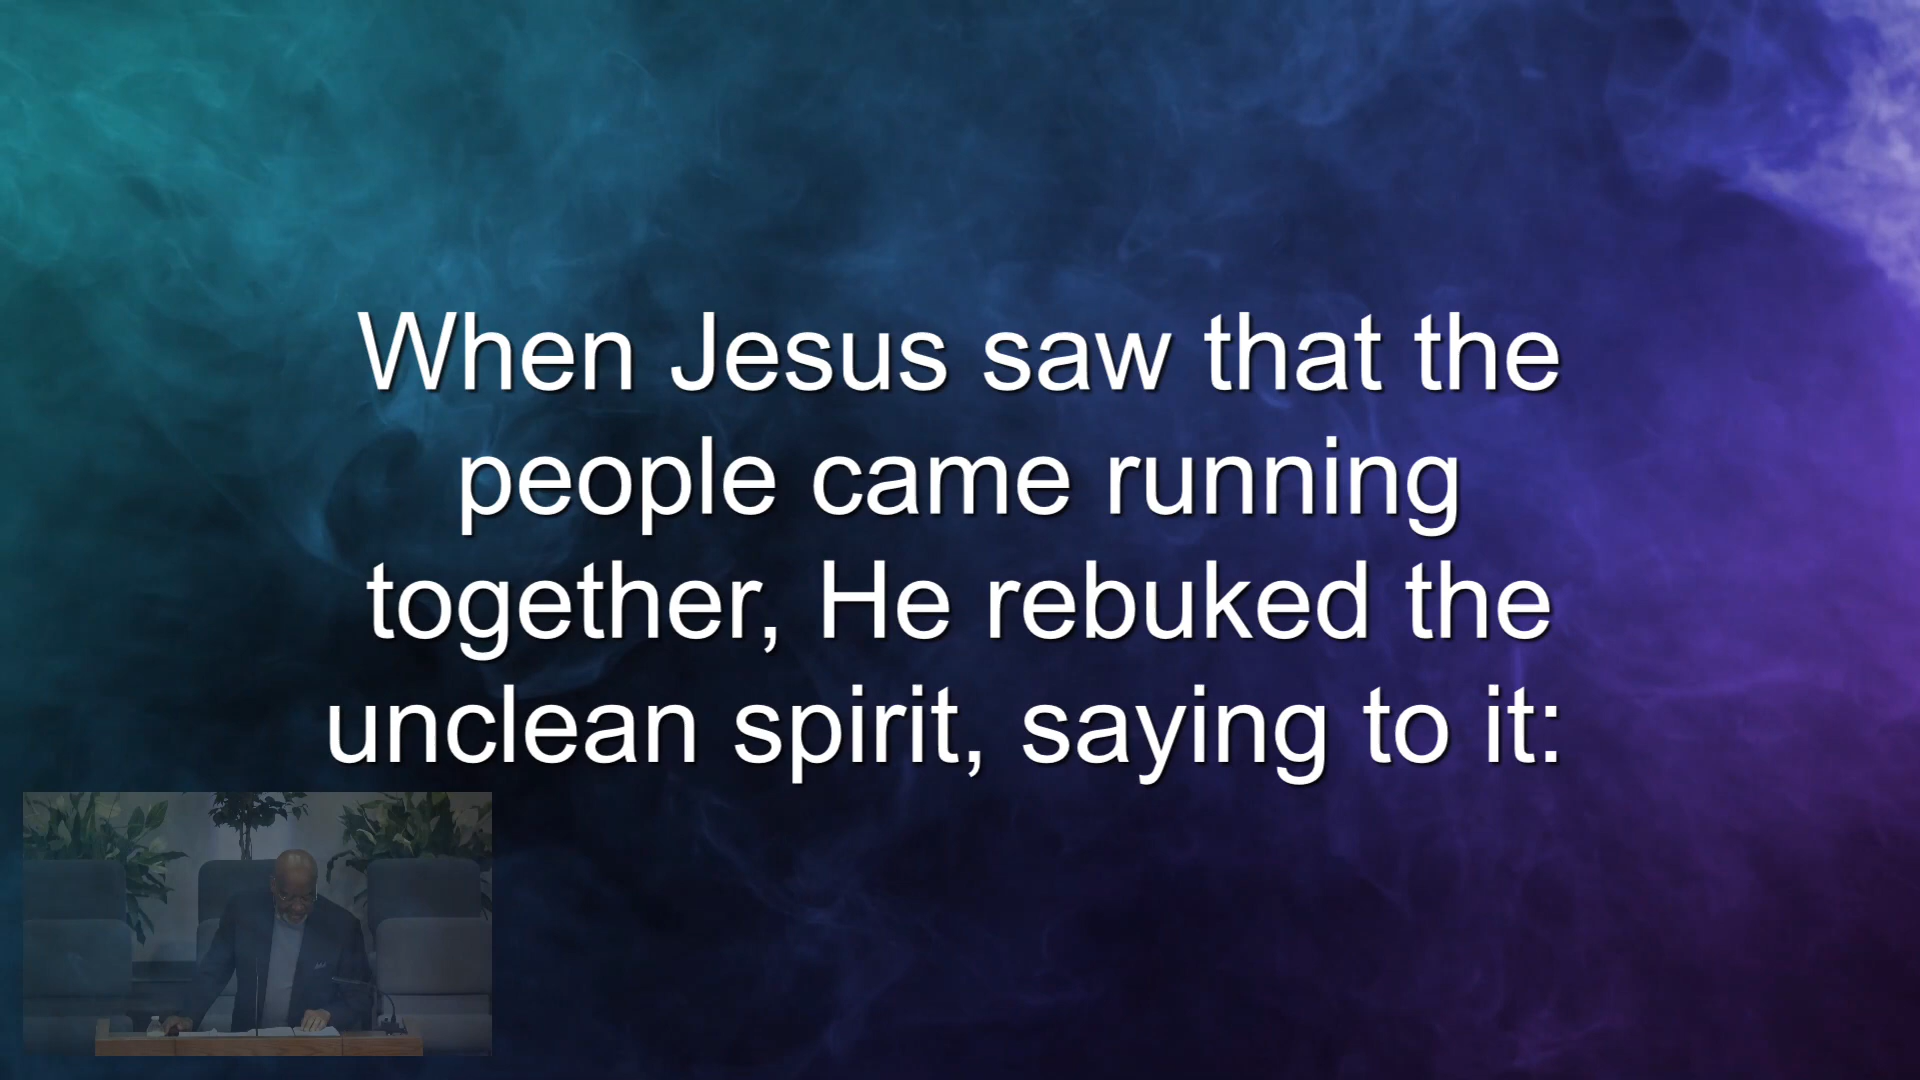 When Jesus saw that the
people came running
together, He rebuked the
unclean spirit, saying to it: